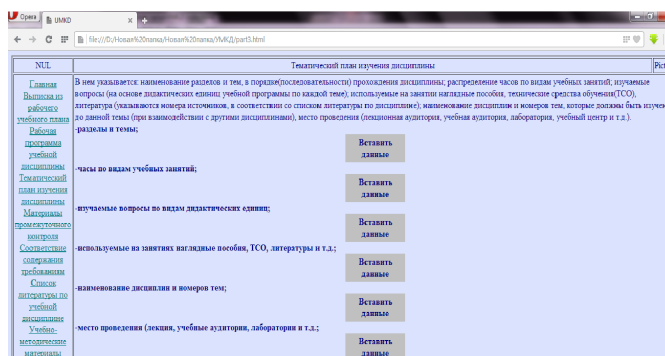 Opera
UMKD
file:///D:/Новая%20папка/Новая%20папка/УМКД/part3.html
NUL
Тематический план изучения дисциплины
Pict
Главная
Выписка из
рабочего
учебного плана
Рабочая
программа
учебной
дисциплины
Тематический
план изучения
дисциплины
Материалы
промежуточного
контроля
Соответствие
содержания
требованиям
Список
литературы по
учебной
дисциплине
Учебно-
методические
материалы
В нем указывается: наименование разделов и тем, в порядке(последовательности) прохождения дисциплины; распределение часов по видам учебных занятий; изучаемые
вопросы (на основе дидактических единиц учебной программы по каждой теме); используемые на занятии наглядные пособия, технические средства обучения(ТСО),
литература (указываются номера источников, в соответствии со списком литературы по дисциплине); наименование дисциплин и номеров тем, которые должны быть изучен
до данной темы (при взаимодействии с другими дисциплинами), место проведения (лекционная аудитория, учебная аудитория, лаборатория, учебный центр и т.д.).
-разделы и темы;
Вставить
данные
-часы по видам учебных занятий;
Вставить
данные
-изучаемые вопросы по видам дидактических единиц;
Вставить
данные
-используемые на занятиях наглядные пособия, ТСО, литературы и т.д.;
Вставить
данные
-наименование дисциплин и номеров тем;
Вставить
данные
-место проведения (лекция, учебные аудитории, лаборатории и т.д.;
Вставить
данные